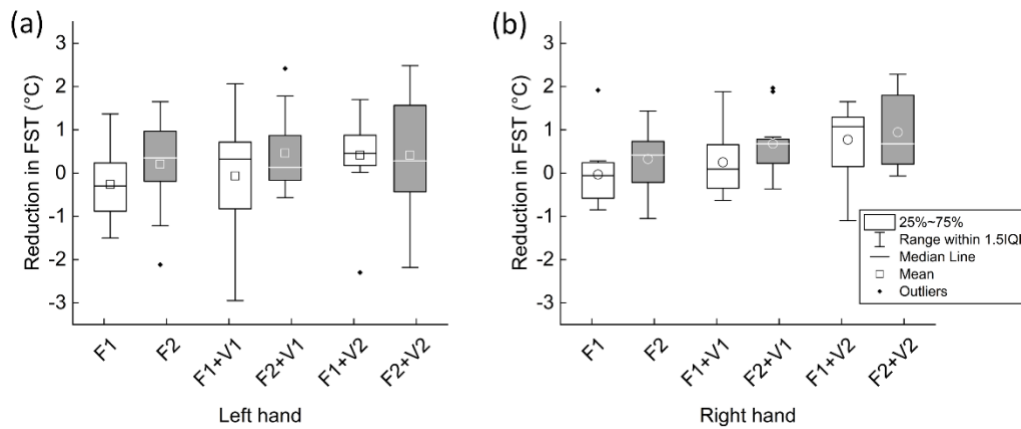 (a)
Reduction in FST (°C)
3
2
1
0
-1
-2
-3
F1
F2
F1+V1
F2+V1
F1+V2
F2+V2
Left hand
(b)
Reduction in FST (°C)
3
2
1
0
-1
-2
-3
F1
F2
F1+V1
F2+V1
F1+V2
F2+V2
Right hand
25%~75%
Range within 1.5IQI
Median Line
Mean
Outliers